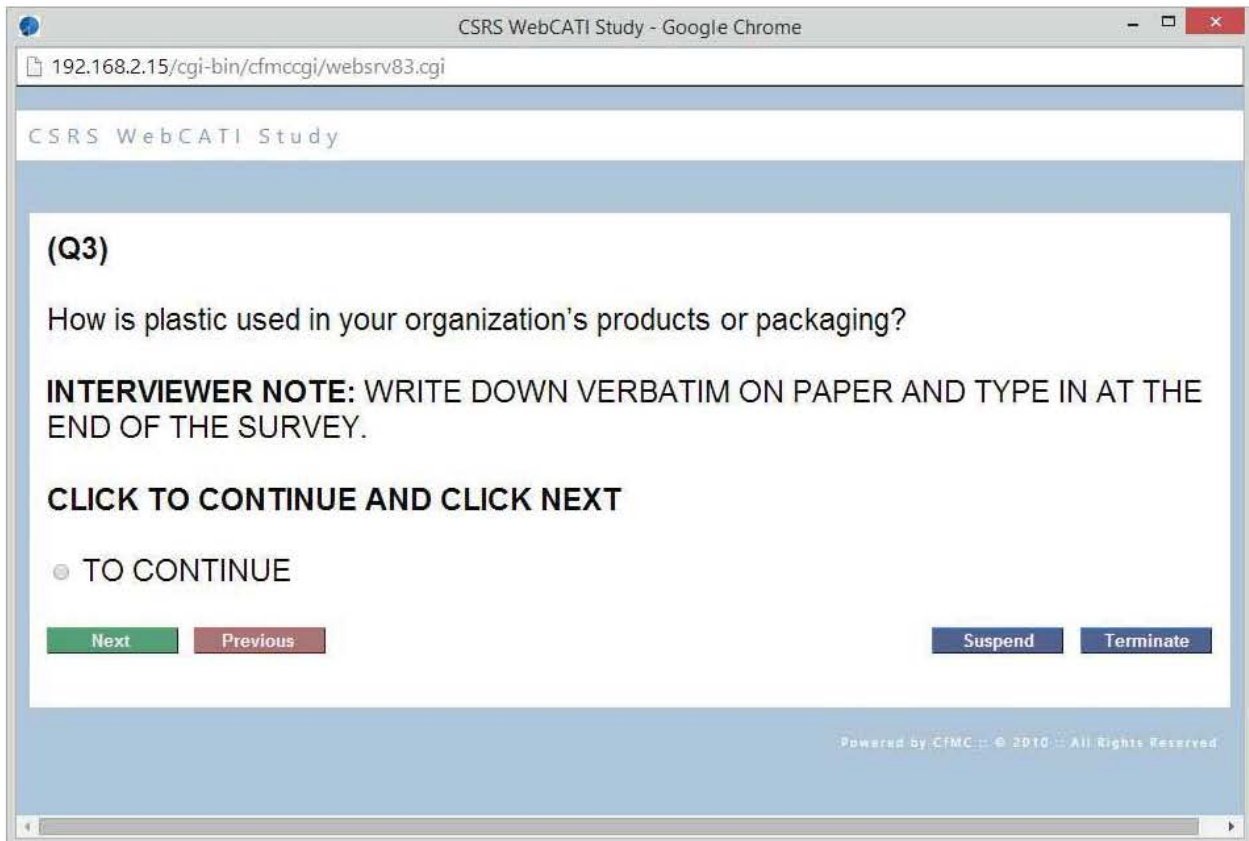 CSRS WebCATI Study - Google Chrome
192.168.2.15/cgi-bin/cfmccgi/websrv83.cgi
CSRS WebCATI Study
(Q3)
How is plastic used in your organization's products or packaging?
INTERVIEWER NOTE: WRITE DOWN VERBATIM ON PAPER AND TYPE IN AT THE
END OF THE SURVEY.
CLICK TO CONTINUE AND CLICK NEXT
TO CONTINUE
Next Previous Suspend Terminate
Powered by CfMC :: © 2010 :: All Rights Reserved